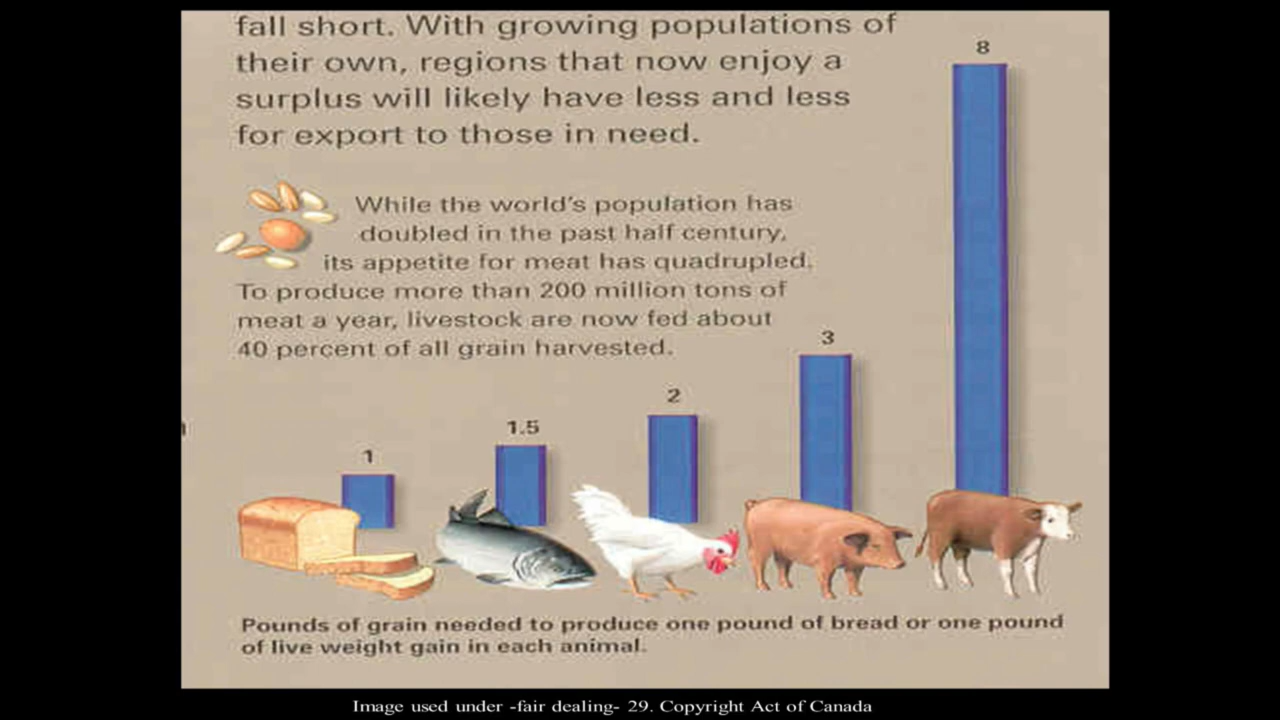 fall short. With growing populations of
their own, regions that now enjoy a
surplus will likely have less and less
for export to those in need.
While the world's population has
doubled in the past half century,
its appetite for meat has quadrupled.
To produce more than 200 million tons of
meat a year, livestock are now fed about
40 percent of all grain harvested.
1
1.5
2
3
8
Pounds of grain needed to produce one pound of bread or one pound
of live weight gain in each animal.
Image used under -fair dealing- 29. Copyright Act of Canada